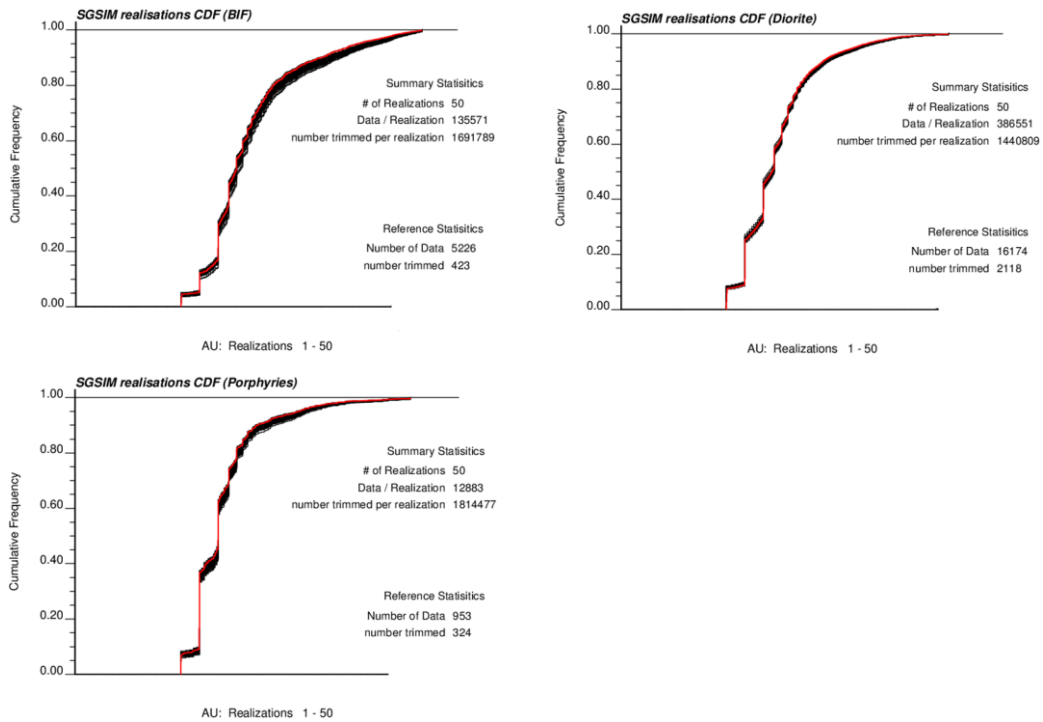 SGSIM realisations CDF (BIF)
1.00
0.80
0.60
0.40
0.20
0.00
Cumulative Frequency
Summary Statisitics
# of Realizations 50
Data / Realization 135571
number trimmed per realization 1691789
Reference Statisitics
Number of Data 5226
number trimmed 423
AU: Realizations 1 - 50
SGSIM realisations CDF (Diorite)
1.00
0.80
0.60
0.40
0.20
0.00
Cumulative Frequency
Summary Statisitics
# of Realizations 50
Data / Realization 386551
number trimmed per realization 1440809
Reference Statisitics
Number of Data 16174
number trimmed 2118
AU: Realizations 1 - 50
SGSIM realisations CDF (Porphyries)
1.00
0.80
0.60
0.40
0.20
0.00
Cumulative Frequency
Summary Statisitics
# of Realizations 50
Data / Realization 12883
number trimmed per realization 1814477
Reference Statisitics
Number of Data 953
number trimmed 324
AU: Realizations 1 - 50